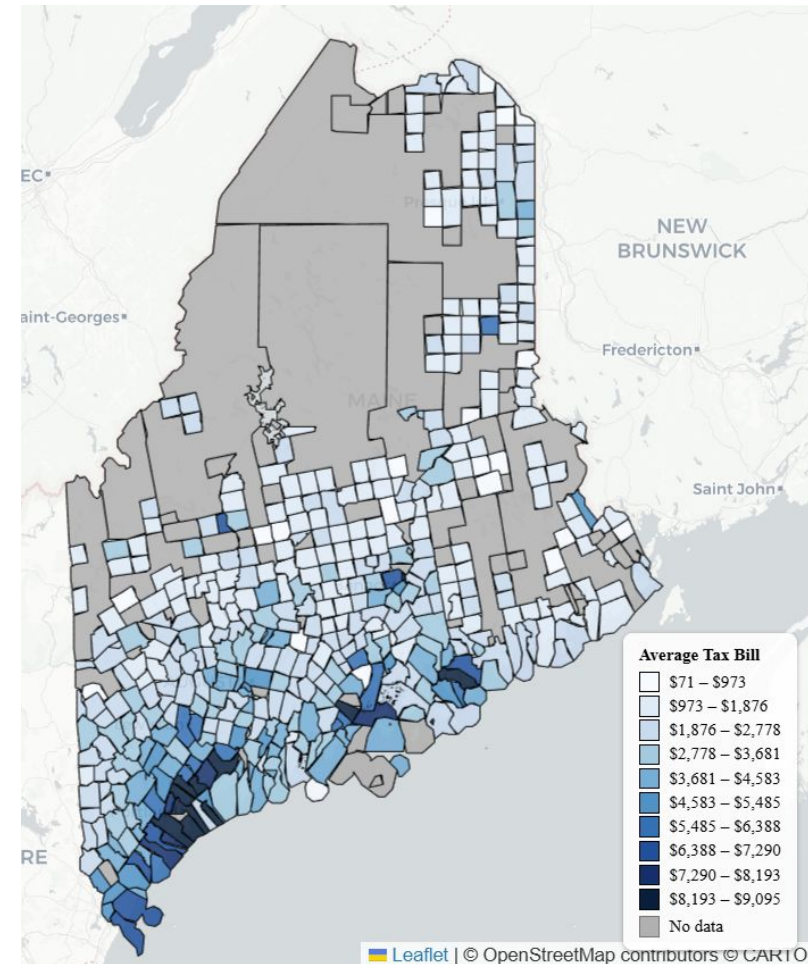 EC
NEW
BRUNSWICK
aint-Georges
Fredericton
MAINE
Saint John
RE
Average Tax Bill
$71 – $973
$973 – $1,876
$1,876 – $2,778
$2,778 – $3,681
$3,681 – $4,583
$4,583 – $5,485
$5,485 – $6,388
$6,388 – $7,290
$7,290 – $8,193
$8,193 – $9,095
No data
Leaflet | © OpenStreetMap contributors © CARTO